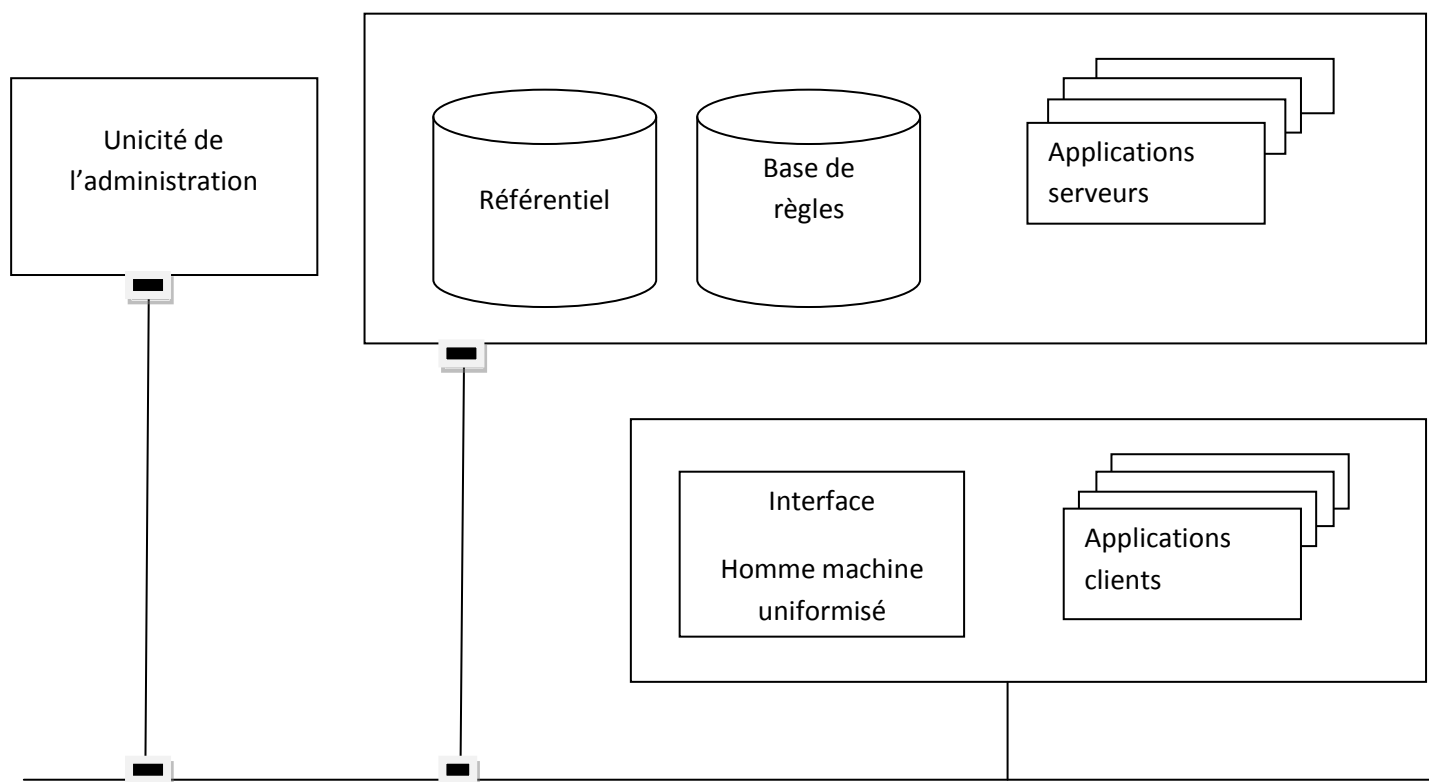 Unicité de
l’administration
Référentiel
Base de
règles
Applications
serveurs
Interface
Homme machine
uniformisé
Applications
clients